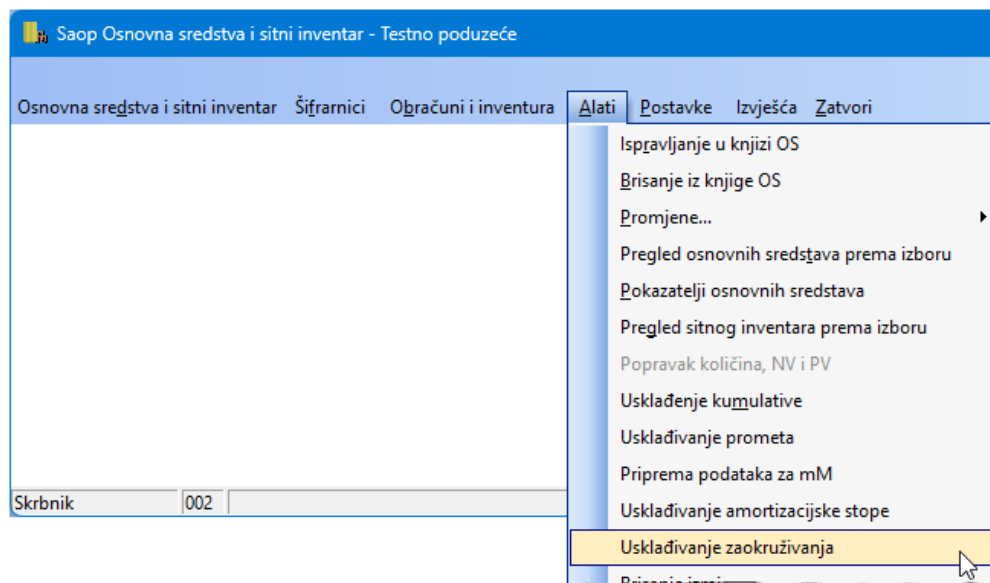 Saop Osnovna sredstva i sitni inventar - Testno poduzeće
Osnovna sredstva i sitni inventar Šifrarnici Obračuni i inventura Alati Postavke Izvješća Zatvori
Ispravljanje u knjizi OS
Brisanje iz knjige OS
Promjene...
Pregled osnovnih sredstava prema izboru
Pokazatelji osnovnih sredstava
Pregled sitnog inventara prema izboru
Popravak količina, NV i PV
Usklađenje kumulative
Usklađivanje prometa
Priprema podataka za mM
Usklađivanje amortizacijske stope
Usklađivanje zaokruživanja
Skrbnik 002